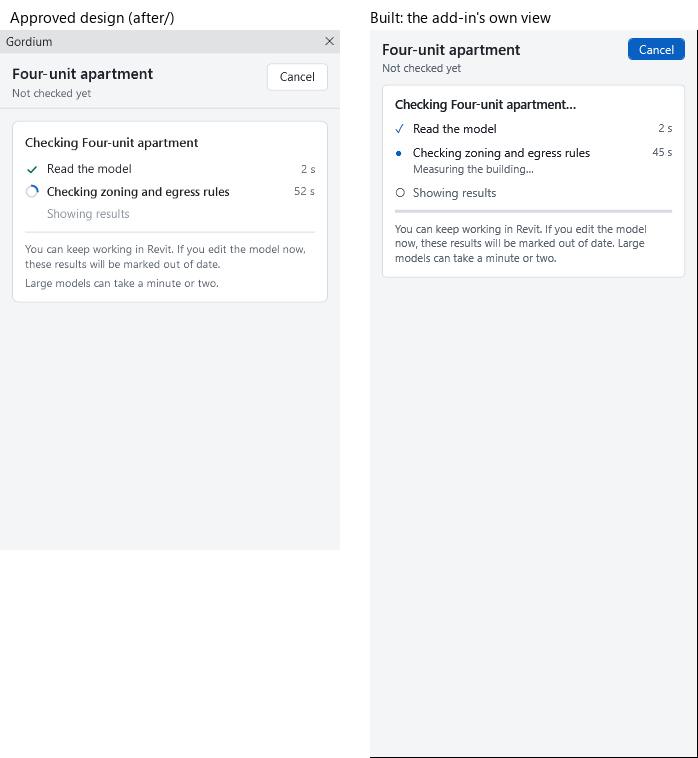 Approved design (after/)
Gordium
Four-unit apartment
Not checked yet
Cancel
Checking Four-unit apartment
Read the model 2 s
Checking zoning and egress rules 52 s
Showing results
You can keep working in Revit. If you edit the model now,
these results will be marked out of date.
Large models can take a minute or two.
Built: the add-in's own view
Four-unit apartment
Not checked yet
Cancel
Checking Four-unit apartment...
Read the model 2 s
Checking zoning and egress rules 45 s
Measuring the building...
Showing results
You can keep working in Revit. If you edit the model
now, these results will be marked out of date. Large
models can take a minute or two.